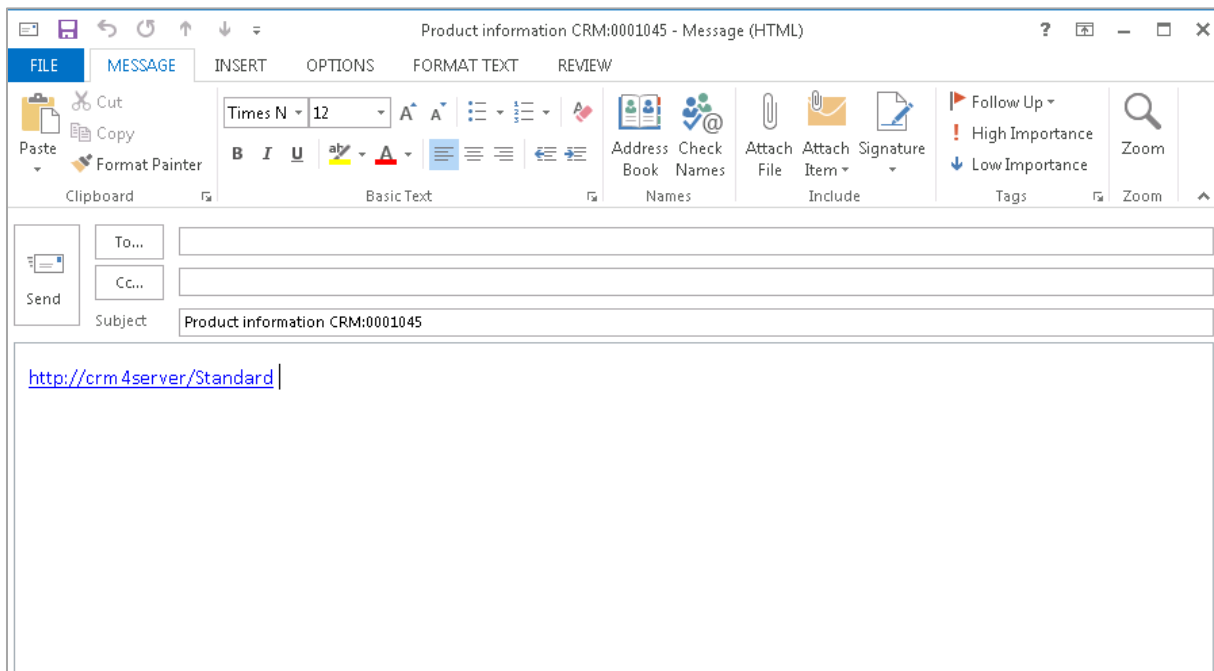 Product information CRM:0001045 - Message (HTML) ?
FILE MESSAGE INSERT OPTIONS FORMAT TEXT REVIEW
Paste
Cut
Copy
Format Painter
Clipboard
Times N 12
B I U ab A
Basic Text
Address Book
Check Names
Names
Attach File
Attach Item
Signature
Include
Follow Up
! High Importance
Low Importance
Tags
Zoom
Zoom
Send
To...
Cc...
Subject Product information CRM:0001045
http://crm4server/Standard